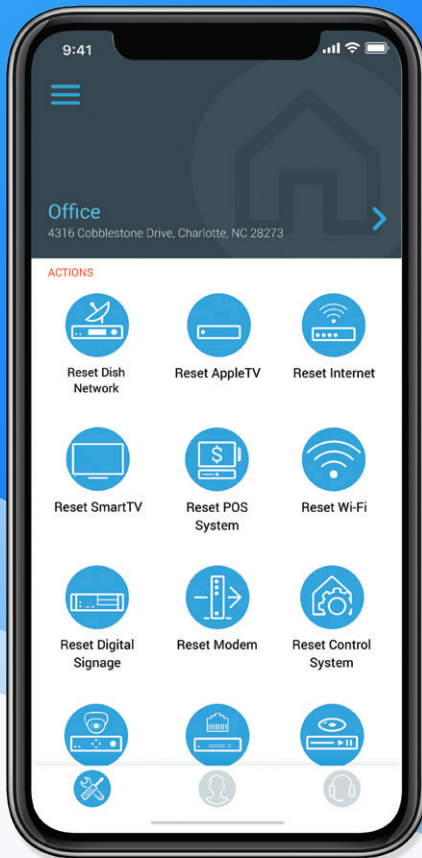 9:41
Office
4316 Cobblestone Drive, Charlotte, NC 28273
ACTIONS
Reset Dish
Network
Reset AppleTV
Reset Internet
Reset SmartTV
Reset POS
System
Reset Wi-Fi
Reset Digital
Signage
Reset Modem
Reset Control
System